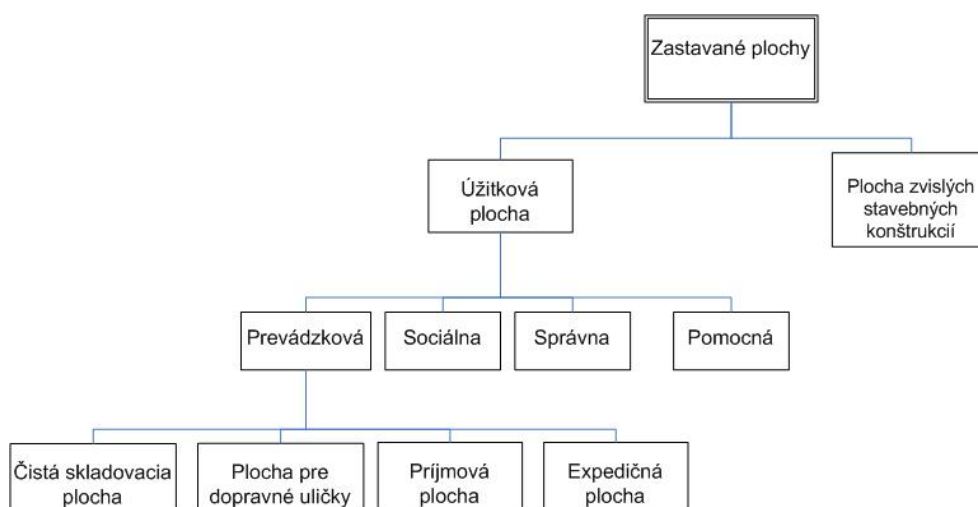 Zastavané plochy
Úžitková
plocha
Plocha zvislých
stavebných
konštrukcií
Prevádzková
Sociálna
Správna
Pomocná
Čistá skladovacia
plocha
Plocha pre
dopravné uličky
Príjmová
plocha
Expedičná
plocha